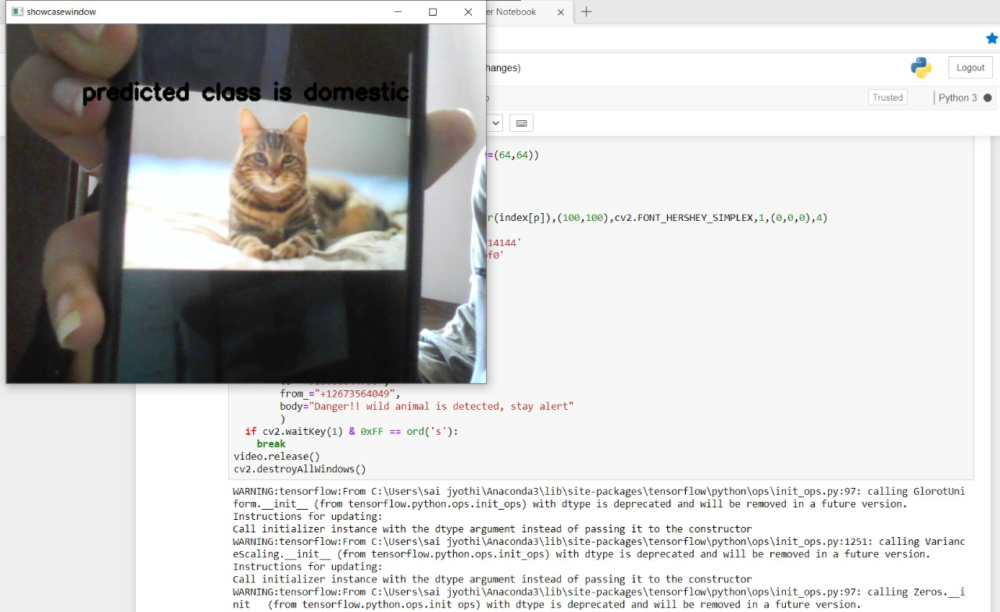 showcasewindow
er Notebook
hanges)
Logout
Trusted
Python 3
predicted class is domestic
=(64,64))
r(index[p]),(100,100),cv2.FONT_HERSHEY_SIMPLEX,1,(0,0,0),4)
14144'
f0'
from_="+12673564049",
body="Danger!! wild animal is detected, stay alert"
)
if cv2.waitKey(1) & 0xFF == ord('s'):
break
video.release()
cv2.destroyAllWindows()
WARNING:tensorflow:From C:\Users\sai jyothi\Anaconda3\lib\site-packages\tensorflow\python\ops\init_ops.py:97: calling GlorotUni
form.__init__ (from tensorflow.python.ops.init_ops) with dtype is deprecated and will be removed in a future version.
Instructions for updating:
Call initializer instance with the dtype argument instead of passing it to the constructor
WARNING:tensorflow:From C:\Users\sai jyothi\Anaconda3\lib\site-packages\tensorflow\python\ops\init_ops.py:1251: calling Varianc
eScaling.__init__ (from tensorflow.python.ops.init_ops) with dtype is deprecated and will be removed in a future version.
Instructions for updating:
Call initializer instance with the dtype argument instead of passing it to the constructor
WARNING:tensorflow:From C:\Users\sai jyothi\Anaconda3\lib\site-packages\tensorflow\python\ops\init_ops.py:97: calling Zeros.__i
nit__ (from tensorflow.python.ops.init_ops) with dtype is deprecated and will be removed in a future version.